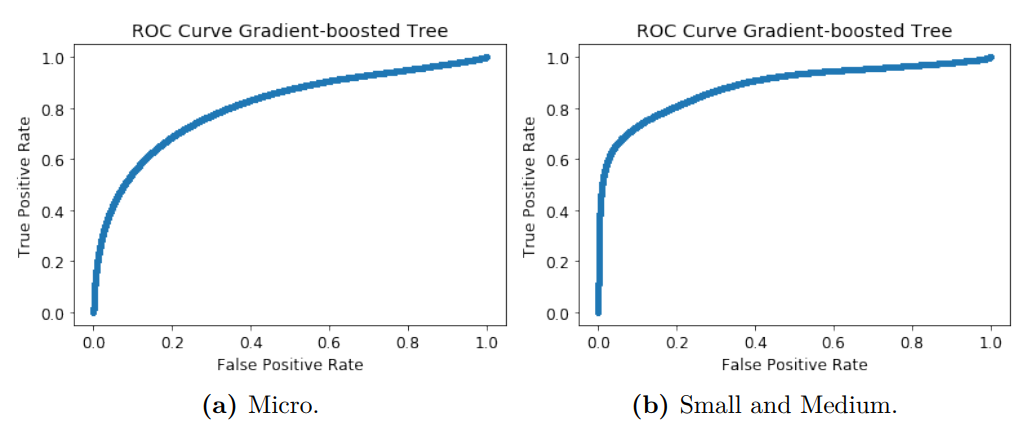 ROC Curve Gradient-boosted Tree
1.0
0.8
0.6
0.4
0.2
0.0
True Positive Rate
0.0 0.2 0.4 0.6 0.8 1.0
False Positive Rate
(a) Micro.
ROC Curve Gradient-boosted Tree
1.0
0.8
0.6
0.4
0.2
0.0
True Positive Rate
0.0 0.2 0.4 0.6 0.8 1.0
False Positive Rate
(b) Small and Medium.